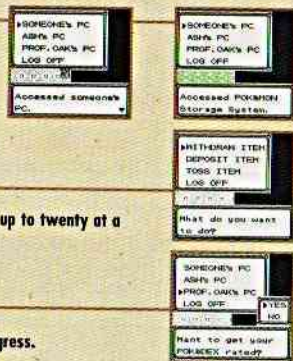 ▶SOMEONE's PC
ASH's PC
PROF.OAK's PC
LOG OFF
Accessed someone's
PC.
▶SOMEONE's PC
ASH's PC
PROF.OAK's PC
LOG OFF
Accessed POKéMON
Storage System.
▶WITHDRAW ITEM
DEPOSIT ITEM
TOSS ITEM
LOG OFF
What do you want
to do?
up to twenty at a
SOMEONE's PC
ASH's PC
▶PROF.OAK's PC
LOG OFF
▶YES
NO
Want to get your
POKéDEX rated?
gress.